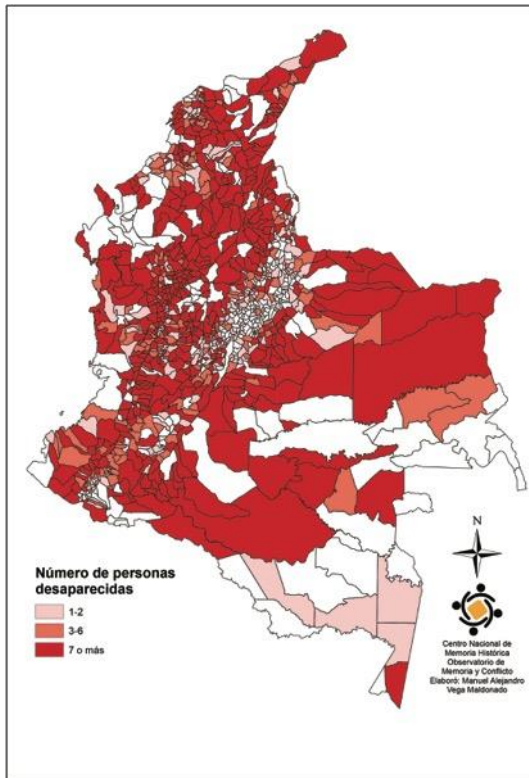 N
Número de personas
desaparecidas
1-2
3-6
7 o más
Centro Nacional de
Memoria Histórica
Observatorio de
Memoria y Conflicto
Elaboró: Manuel Alejandro
Vega Maldonado